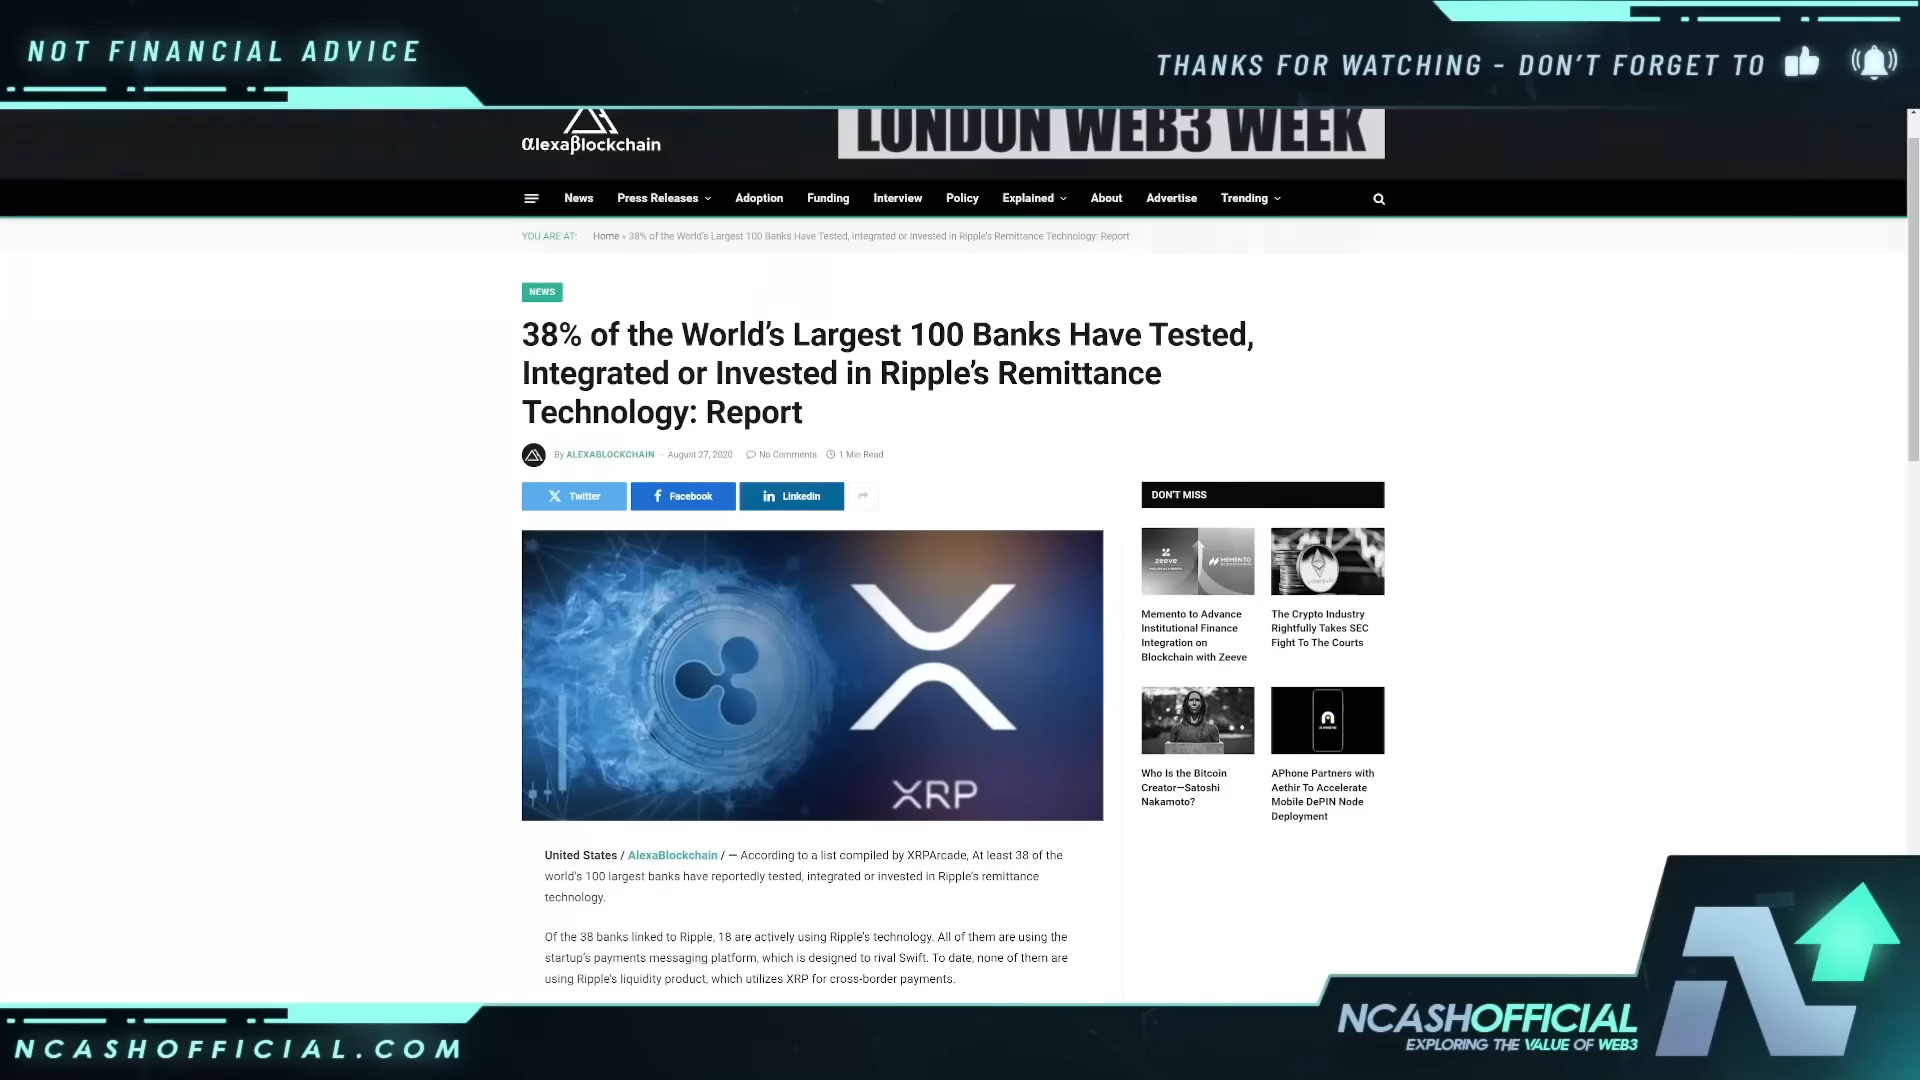 NOT FINANCIAL ADVICE
THANKS FOR WATCHING - DON'T FORGET TO
αlexaβlockchain
LONDON WEB3 WEEK
News Press Releases Adoption Funding Interview Policy Explained About Advertise Trending
YOU ARE AT: Home » 38% of the World's Largest 100 Banks Have Tested, Integrated or Invested in Ripple's Remittance Technology: Report
NEWS
38% of the World's Largest 100 Banks Have Tested,
Integrated or Invested in Ripple's Remittance
Technology: Report
By ALEXABLOCKCHAIN — August 27, 2020 No Comments 1 Min Read
Twitter Facebook LinkedIn
XRP
United States / AlexaBlockchain / — According to a list compiled by XRPArcade, At least 38 of the
world's 100 largest banks have reportedly tested, integrated or invested in Ripple's remittance
technology.
Of the 38 banks linked to Ripple, 18 are actively using Ripple's technology. All of them are using the
startup's payments messaging platform, which is designed to rival Swift. To date, none of them are
using Ripple's liquidity product, which utilizes XRP for cross-border payments.
DON'T MISS
zeeve
MEMENTO
BLOCKCHAIN
Memento to Advance
Institutional Finance
Integration on
Blockchain with Zeeve
The Crypto Industry
Rightfully Takes SEC
Fight To The Courts
Who Is the Bitcoin
Creator—Satoshi
Nakamoto?
APhone Partners with
Aethir To Accelerate
Mobile DePIN Node
Deployment
NCASHOFFICIAL.COM
NCASHOFFICIAL
EXPLORING THE VALUE OF WEB3